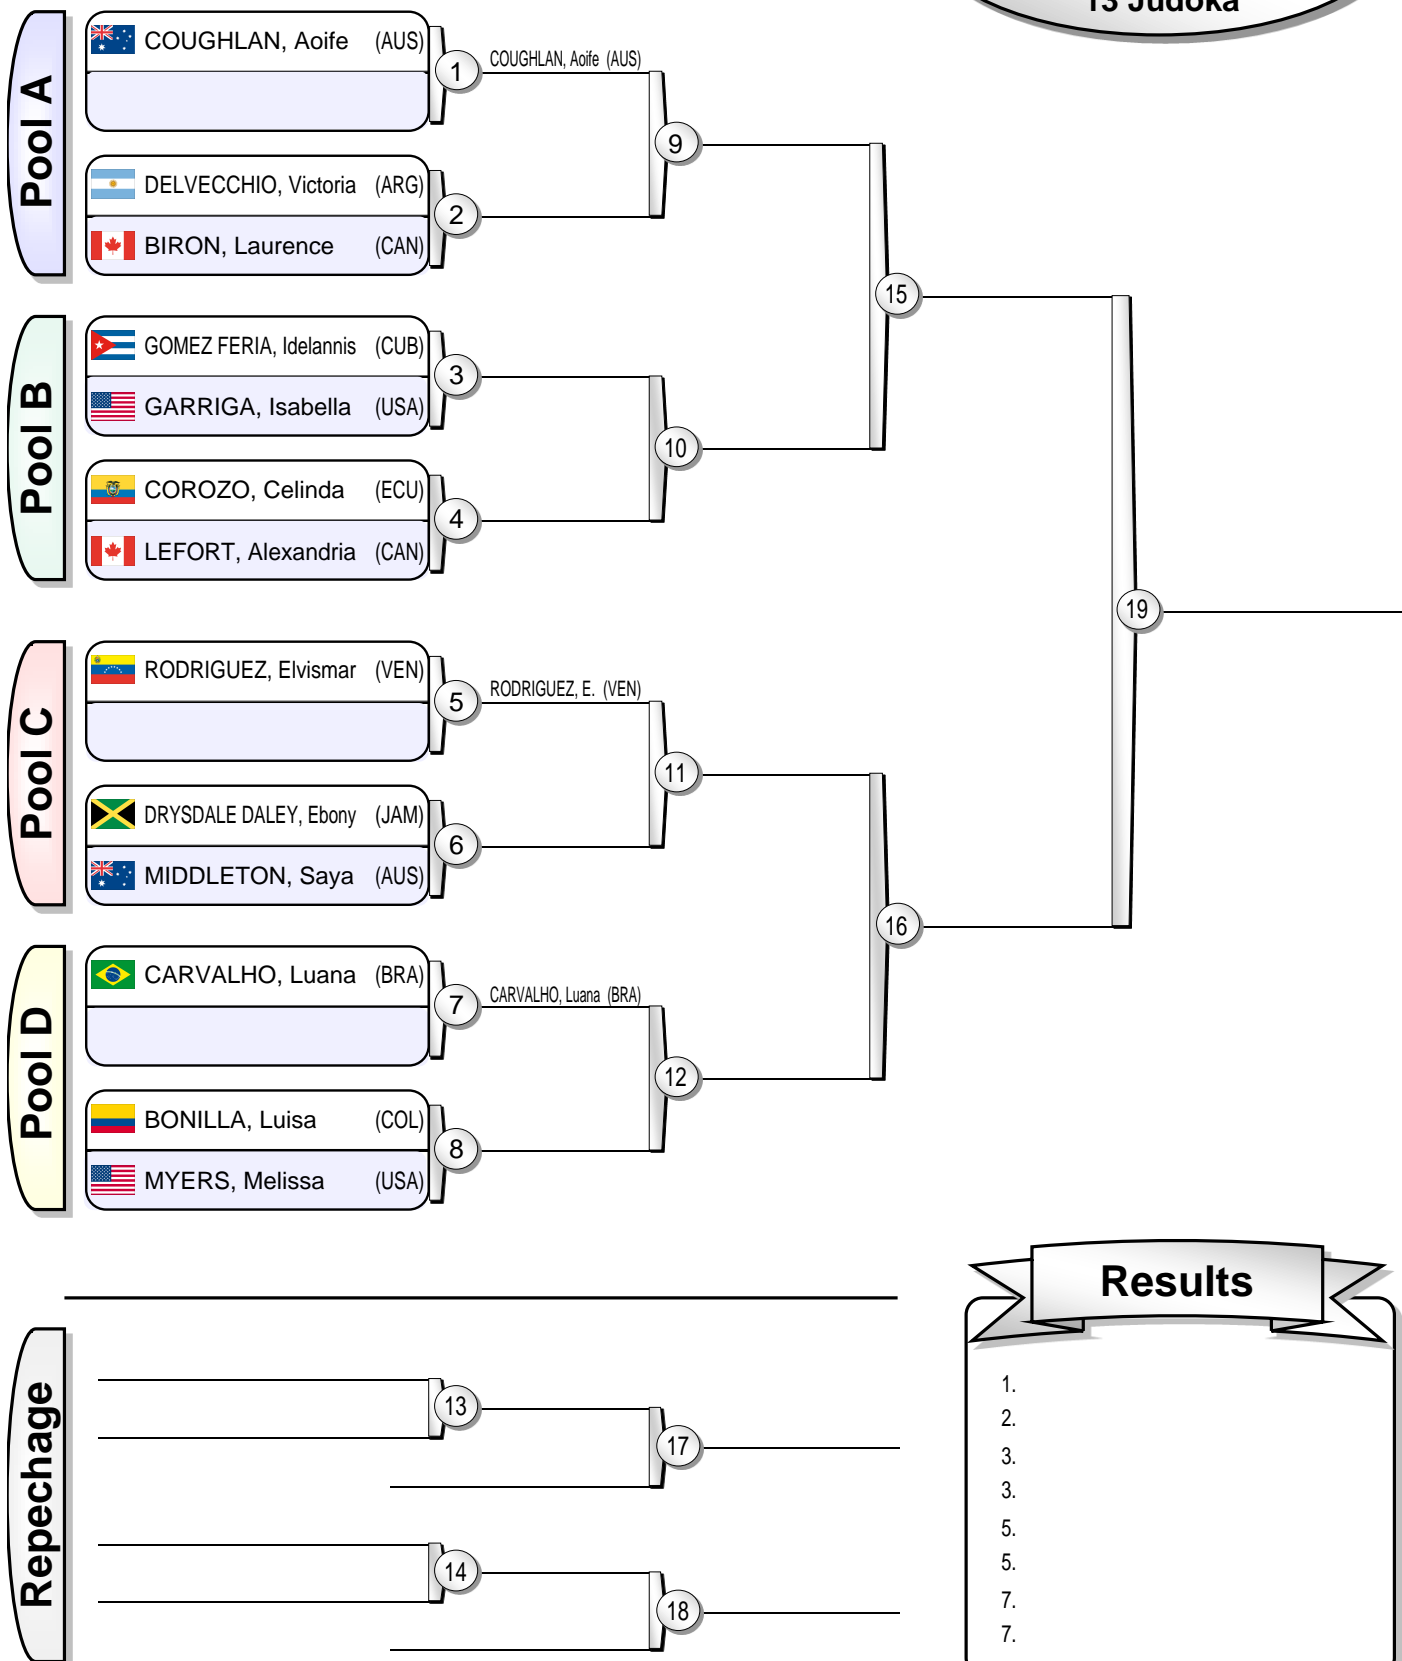 13 Judoka
Pool A
COUGHLAN, Aoife (AUS)
1
COUGHLAN, Aoife (AUS)
9
DELVECCHIO, Victoria (ARG)
2
BIRON, Laurence (CAN)
15
Pool B
GOMEZ FERIA, Idelannis (CUB)
3
GARRIGA, Isabella (USA)
10
COROZO, Celinda (ECU)
4
LEFORT, Alexandria (CAN)
19
Pool C
RODRIGUEZ, Elvismar (VEN)
5
RODRIGUEZ, E. (VEN)
11
DRYSDALE DALEY, Ebony (JAM)
6
MIDDLETON, Saya (AUS)
16
Pool D
CARVALHO, Luana (BRA)
7
CARVALHO, Luana (BRA)
12
BONILLA, Luisa (COL)
8
MYERS, Melissa (USA)
Repechage
13
17
14
18
Results
1.
2.
3.
3.
5.
5.
7.
7.